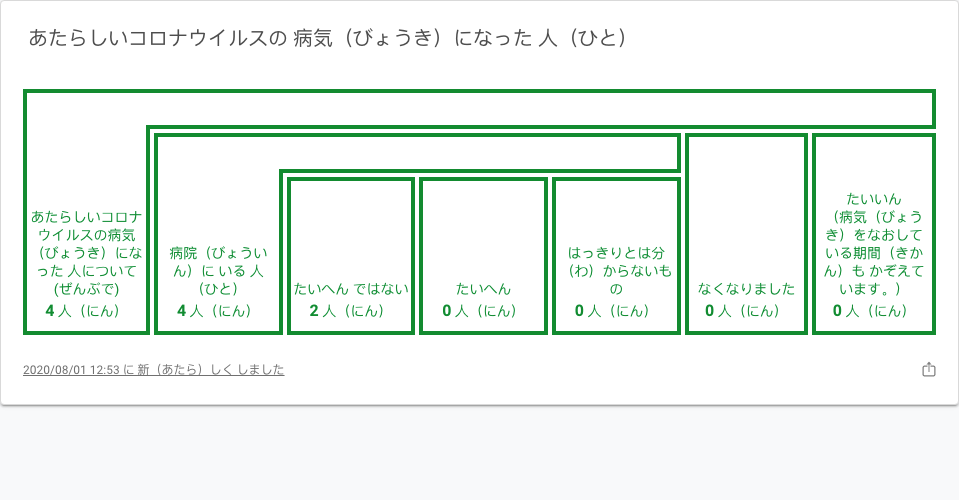 あたらしいコロナウイルスの 病気（びょうき）になった 人（ひと）
あたらしいコロナ
ウイルスの病気
（びょうき）にな
った 人について
(ぜんぶで)
4 人（にん）
病院（びょうい
ん）に いる 人
（ひと）
4 人（にん）
たいへん ではない
2 人（にん）
たいへん
0 人（にん）
はっきりとは分
（わ）からないも
の
0 人（にん）
なくなりました
0 人（にん）
たいいん
（病気（びょう
き）をなおして
いる期間（きか
ん）も かぞえて
います。）
0 人（にん）
2020/08/01 12:53 に 新（あたら）しく しました